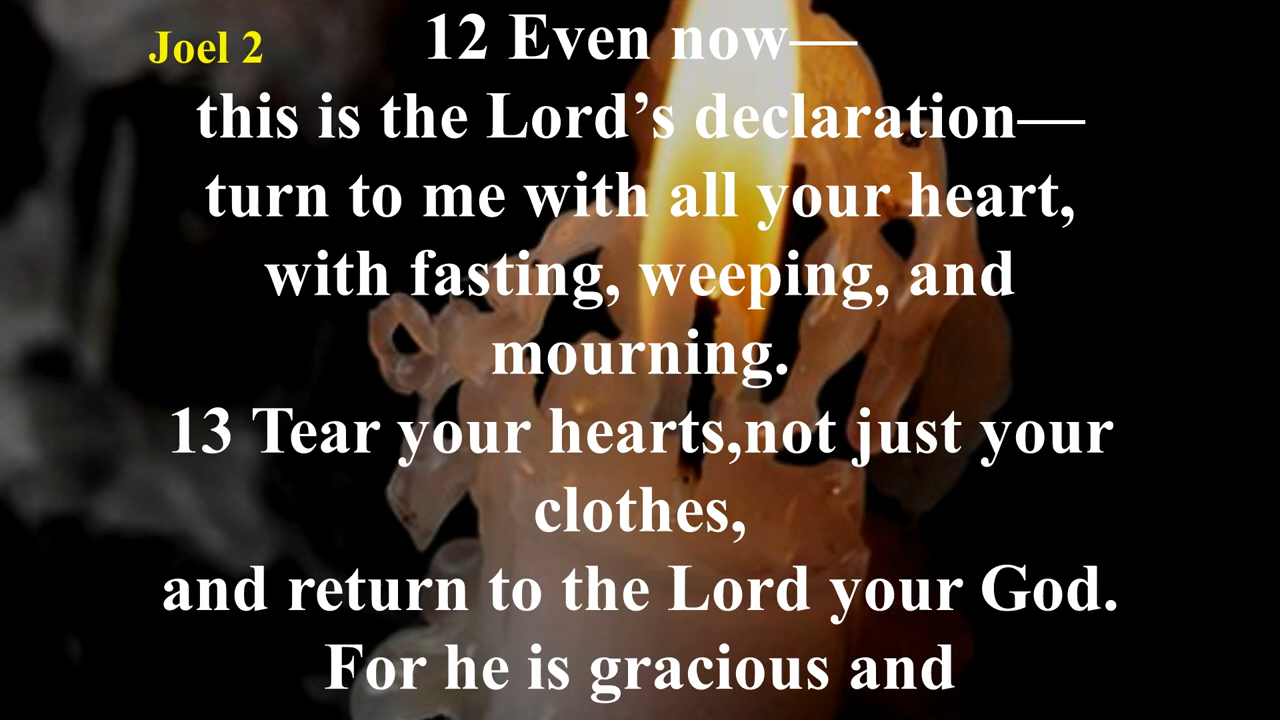 Joel 2
12 Even now—
this is the Lord’s declaration—
turn to me with all your heart,
with fasting, weeping, and
mourning.
13 Tear your hearts,not just your
clothes,
and return to the Lord your God.
For he is gracious and